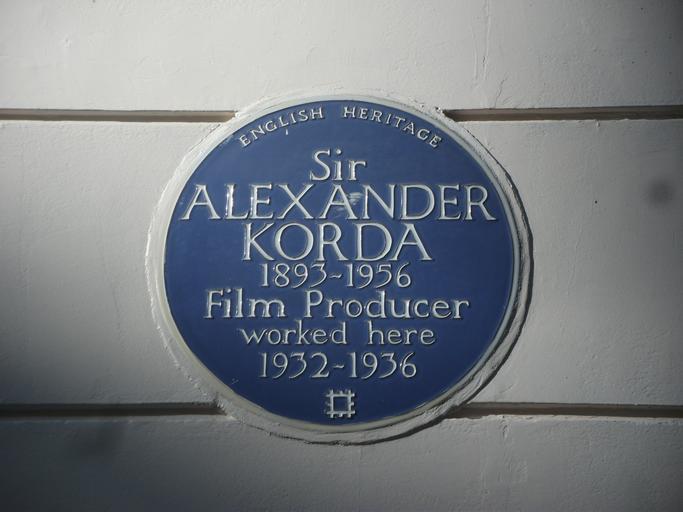 ENGLISH HERITAGE
Sir
ALEXANDER
KORDA
1893-1956
Film Producer
worked here
1932-1936